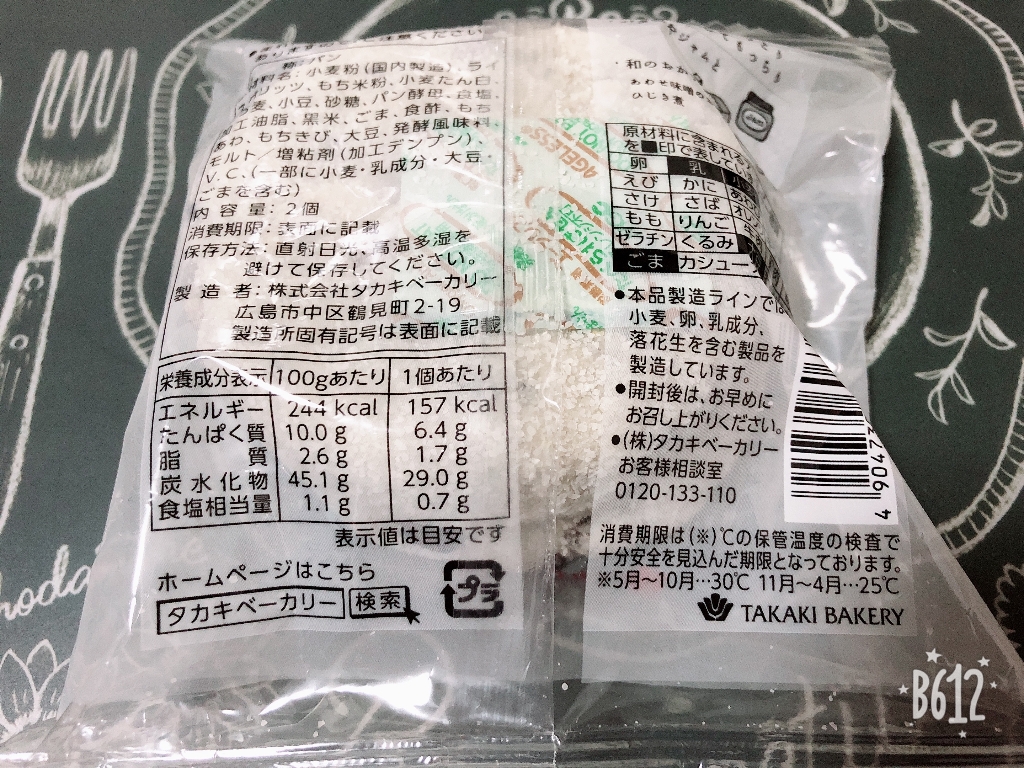 称:パン
材料名:小麦粉(国内製造)、ライ
もち米粉、小麦たん白、
小豆、砂糖、パン酵母、食塩、
加工油脂、黒米、ごま、食酢、もち
あわ、もちきび、大豆、発酵風味料、
モルト/増粘剤(加工デンプン)、
V.C、(一部に小麦・乳成分・大豆・
ごまを含む)
内容量:2個
消費期限:表面に記載
保存方法:直射日光、高温多湿を
避けて保存してください。
製造者:株式会社タカキベーカリー
広島市中区鶴見町2-19
製造所固有記号は表面に記載
栄養成分表示 100gあたり 1個あたり
エネルギー 244 kcal 157 kcal
たんぱく質 10.0 g 6.4 g
脂質 2.6 g 1.7 g
炭水化物 45.1 g 29.0 g
食塩相当量 1.1 g 0.7 g
表示値は目安です
ホームページはこちら
タカキベーカリー 検索
プラ
AGELESS
・和のおかず
ひじき煮
原材料に含まれる
を■印で表して
卵 乳
えび かに
さけ さば
もも りんご
ゼラチン くるみ
ごま カシュー
●本品製造ラインでは
小麦、卵、乳成分、
落花生を含む製品を
製造しています。
●開封後は、お早めに
お召し上がりください。
●(株)タカキベーカリー
お客様相談室
0120-133-110
消費期限は(※)℃の保管温度の検査で
十分安全を見込んだ期限となっております。
※5月〜10月…30℃ 11月〜4月…25℃
TAKAKI BAKERY
B612